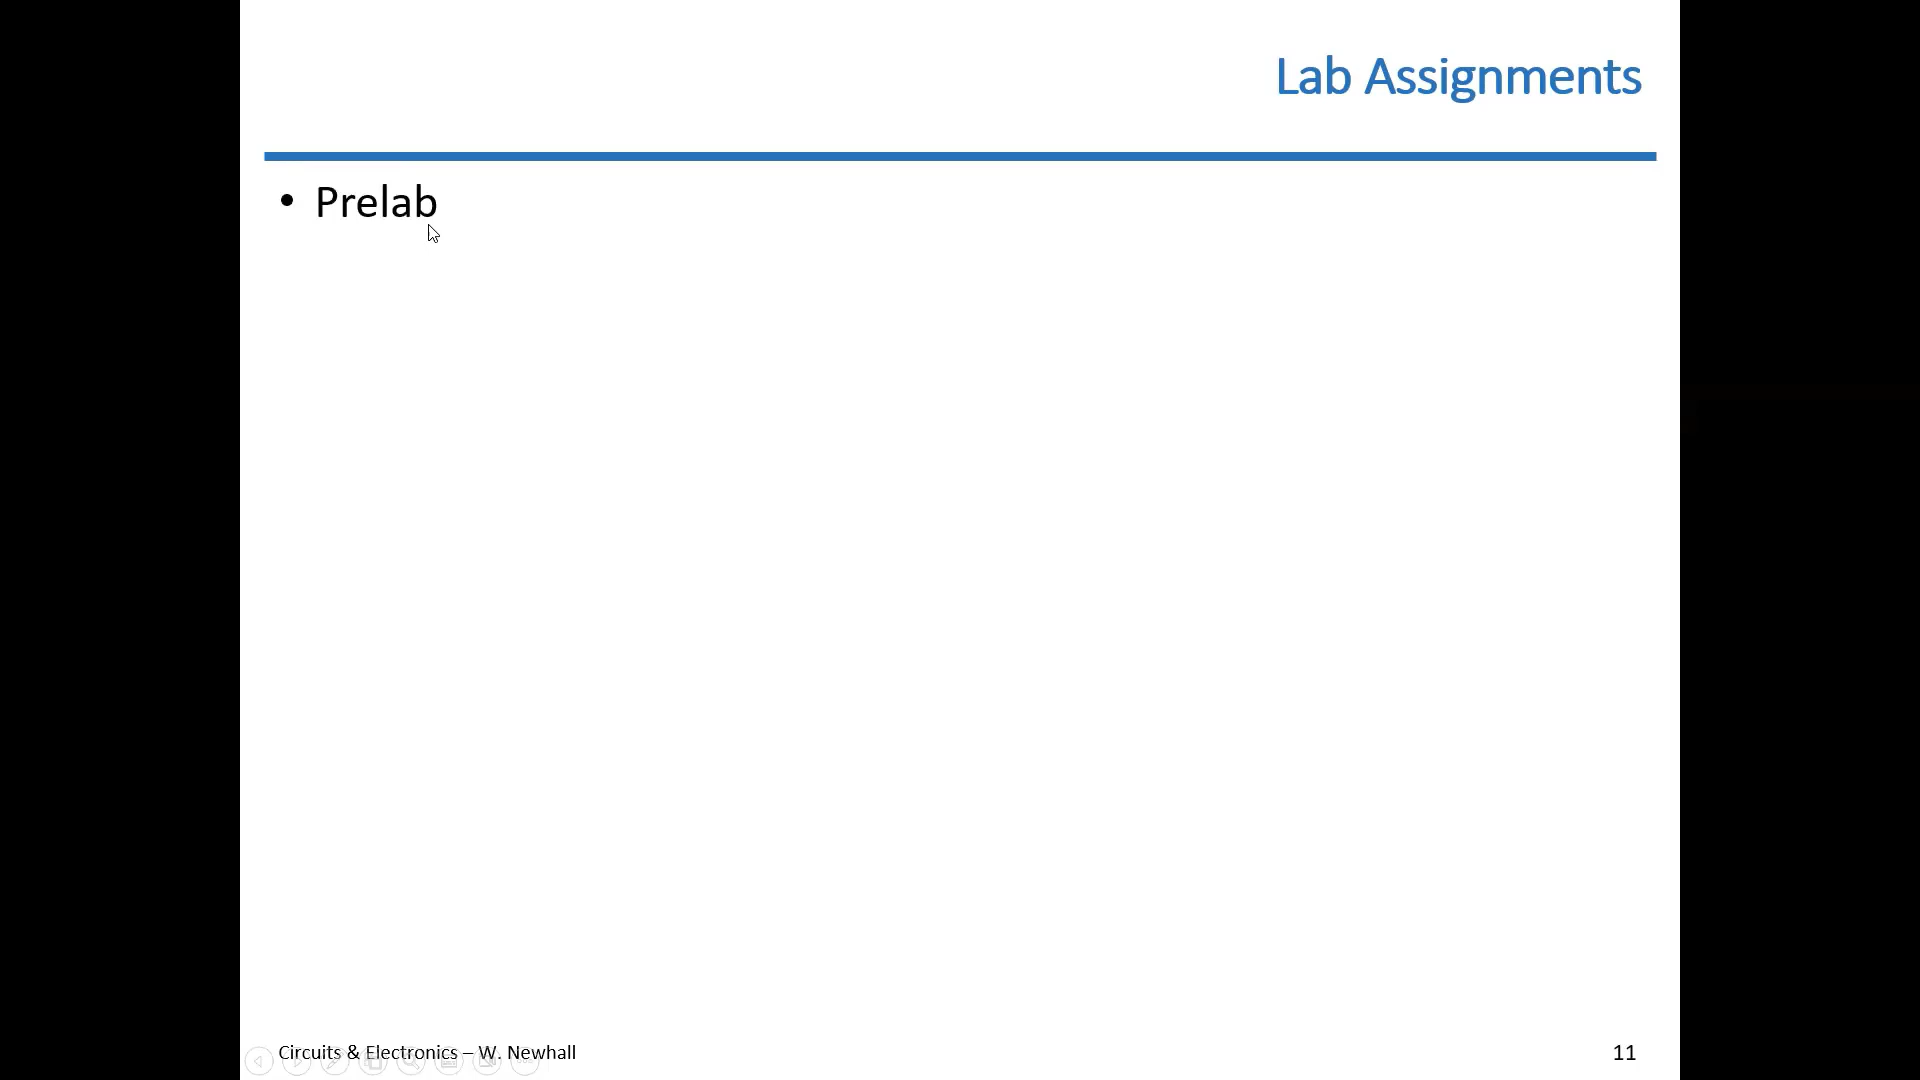 Lab Assignments
• Prelab
Circuits & Electronics – W. Newhall
11